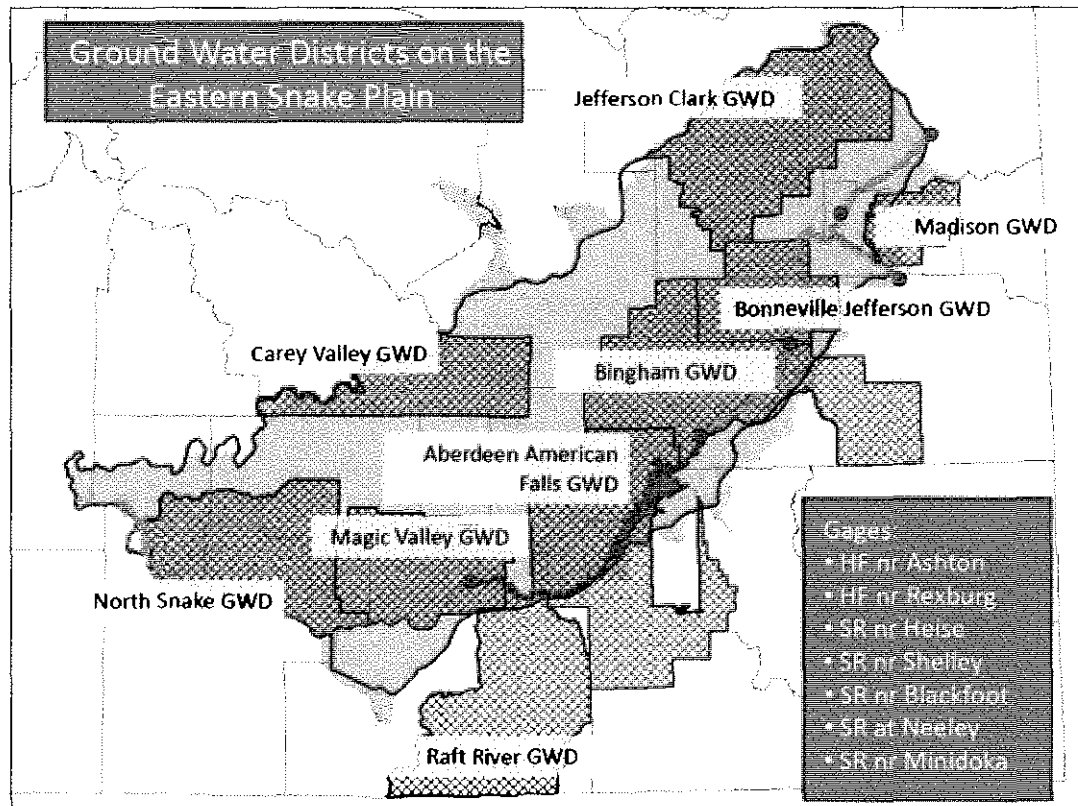 Ground Water Districts on the
Eastern Snake Plain
Jefferson Clark GWD
Madison GWD
Bonneville Jefferson GWD
Carey Valley GWD
Bingham GWD
Aberdeen American
Falls GWD
Magic Valley GWD
North Snake GWD
Raft River GWD
Gages
• HF nr Ashton
• HF nr Rexburg
• SR nr Heise
• SR nr Shelley
• SR nr Blackfoot
• SR at Neeley
• SR nr Minidoka